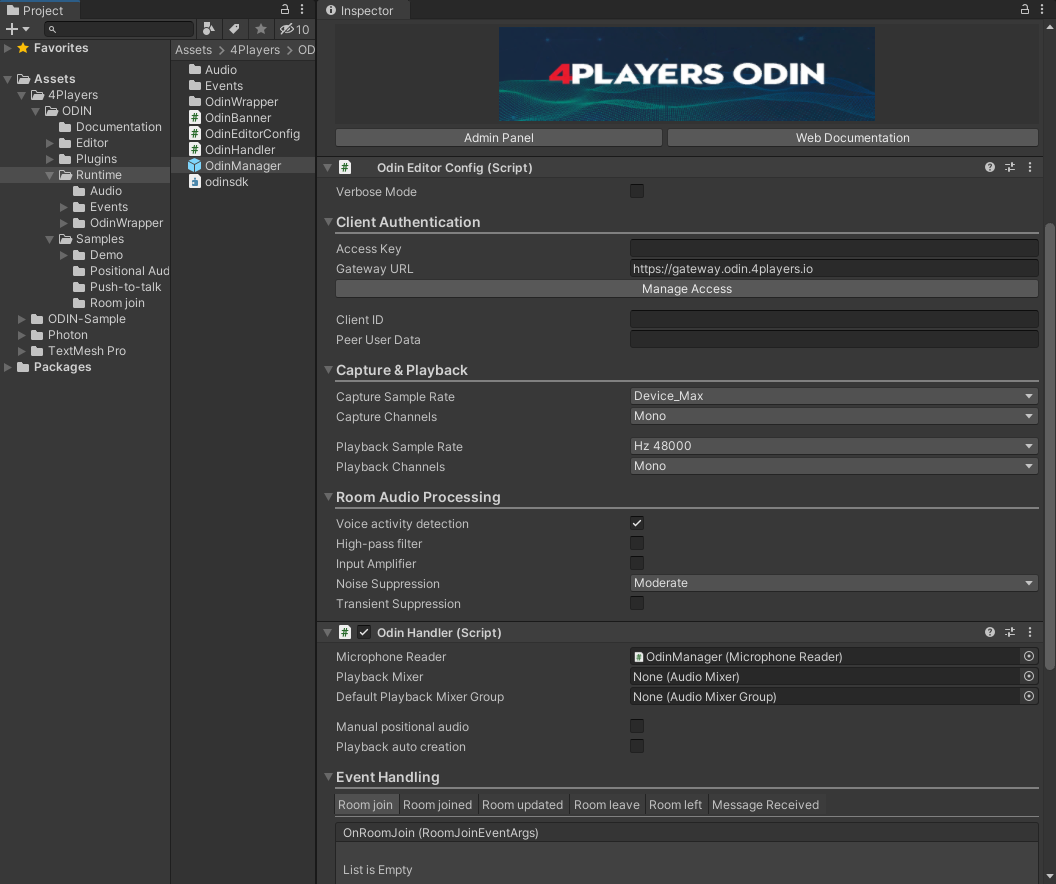 Project
10
Favorites
Assets
4Players
ODIN
Documentation
Editor
Plugins
Runtime
Audio
Events
OdinWrapper
Samples
Demo
Positional Aud
Push-to-talk
Room join
ODIN-Sample
Photon
TextMesh Pro
Packages
Assets > 4Players > OD
Audio
Events
OdinWrapper
OdinBanner
OdinEditorConfig
OdinHandler
OdinManager
odinsdk
Inspector
4PLAYERS ODIN
Admin Panel Web Documentation
# Odin Editor Config (Script)
Verbose Mode
Client Authentication
Access Key
Gateway URL https://gateway.odin.4players.io
Manage Access
Client ID
Peer User Data
Capture & Playback
Capture Sample Rate Device_Max
Capture Channels Mono
Playback Sample Rate Hz 48000
Playback Channels Mono
Room Audio Processing
Voice activity detection
High-pass filter
Input Amplifier
Noise Suppression Moderate
Transient Suppression
# Odin Handler (Script)
Microphone Reader OdinManager (Microphone Reader)
Playback Mixer None (Audio Mixer)
Default Playback Mixer Group None (Audio Mixer Group)
Manual positional audio
Playback auto creation
Event Handling
Room join Room joined Room updated Room leave Room left Message Received
OnRoomJoin (RoomJoinEventArgs)
List is Empty